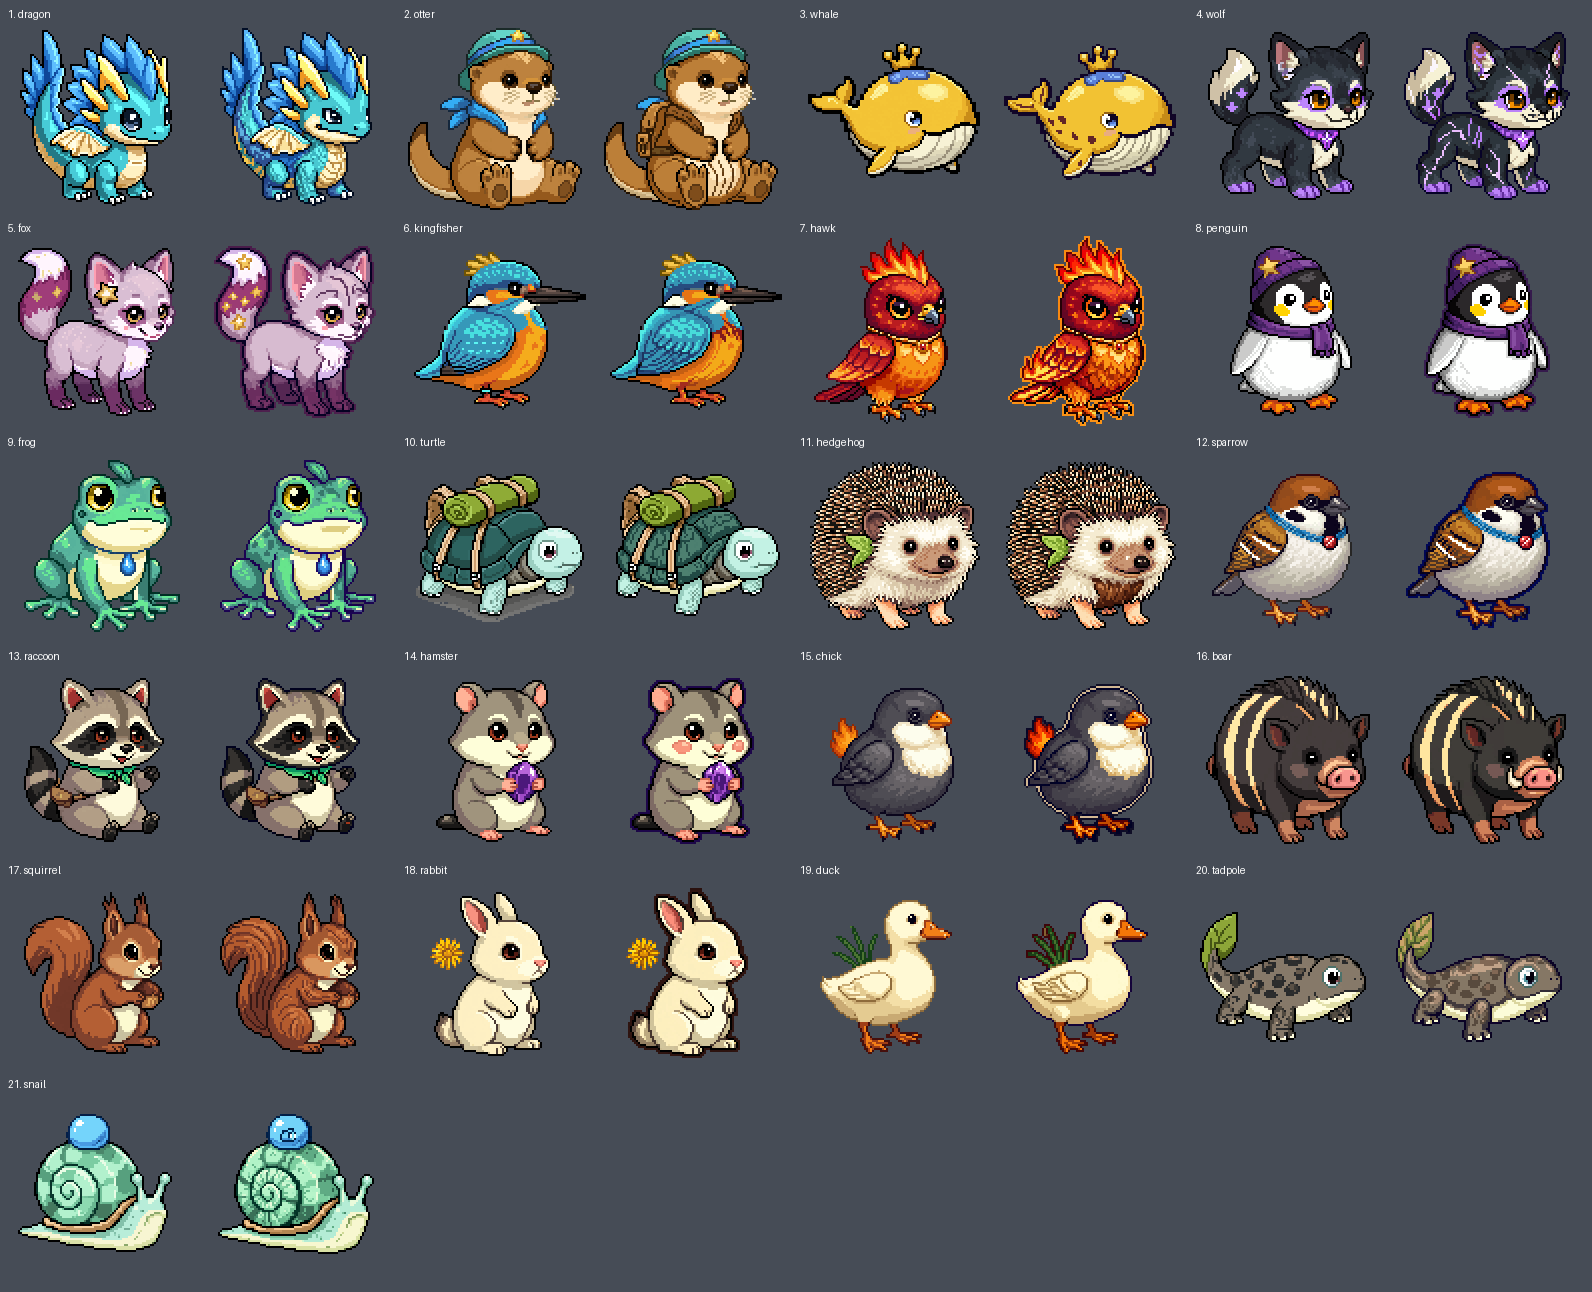 1. dragon
2. otter
3. whale
4. wolf
5. fox
6. kingfisher
7. hawk
8. penguin
9. frog
10. turtle
11. hedgehog
12. sparrow
13. raccoon
14. hamster
15. chick
16. boar
17. squirrel
18. rabbit
19. duck
20. tadpole
21. snail